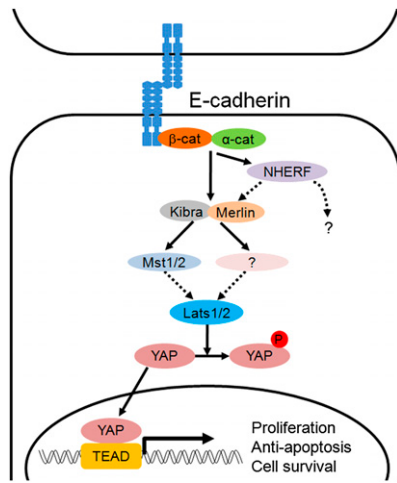 E-cadherin
β-cat α-cat
NHERF
Kibra Merlin
?
Mst1/2 ?
Lats1/2
P
YAP YAP
YAP
TEAD
Proliferation
Anti-apoptosis
Cell survival